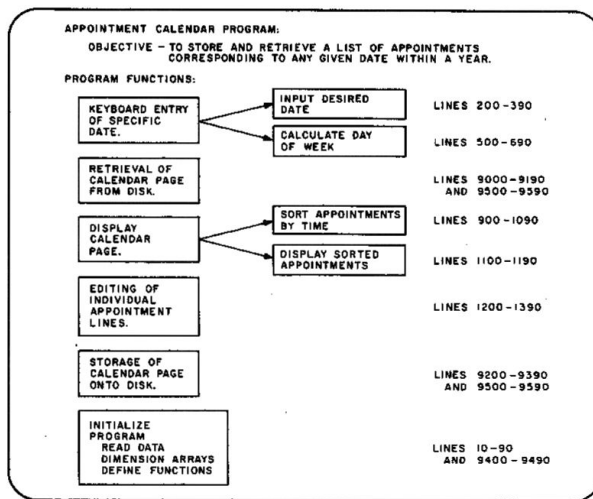 APPOINTMENT CALENDAR PROGRAM:
OBJECTIVE - TO STORE AND RETRIEVE A LIST OF APPOINTMENTS
CORRESPONDING TO ANY GIVEN DATE WITHIN A YEAR.
PROGRAM FUNCTIONS:
KEYBOARD ENTRY
OF SPECIFIC
DATE.
INPUT DESIRED
DATE
LINES 200-390
CALCULATE DAY
OF WEEK
LINES 500-690
RETRIEVAL OF
CALENDAR PAGE
FROM DISK.
LINES 9000-9190
AND 9500-9590
DISPLAY
CALENDAR
PAGE.
SORT APPOINTMENTS
BY TIME
LINES 900-1090
DISPLAY SORTED
APPOINTMENTS
LINES 1100-1190
EDITING OF
INDIVIDUAL
APPOINTMENT
LINES.
LINES 1200-1390
STORAGE OF
CALENDAR PAGE
ONTO DISK.
LINES 9200-9390
AND 9500-9590
INITIALIZE
PROGRAM
READ DATA
DIMENSION ARRAYS
DEFINE FUNCTIONS
LINES 10-90
AND 9400-9490